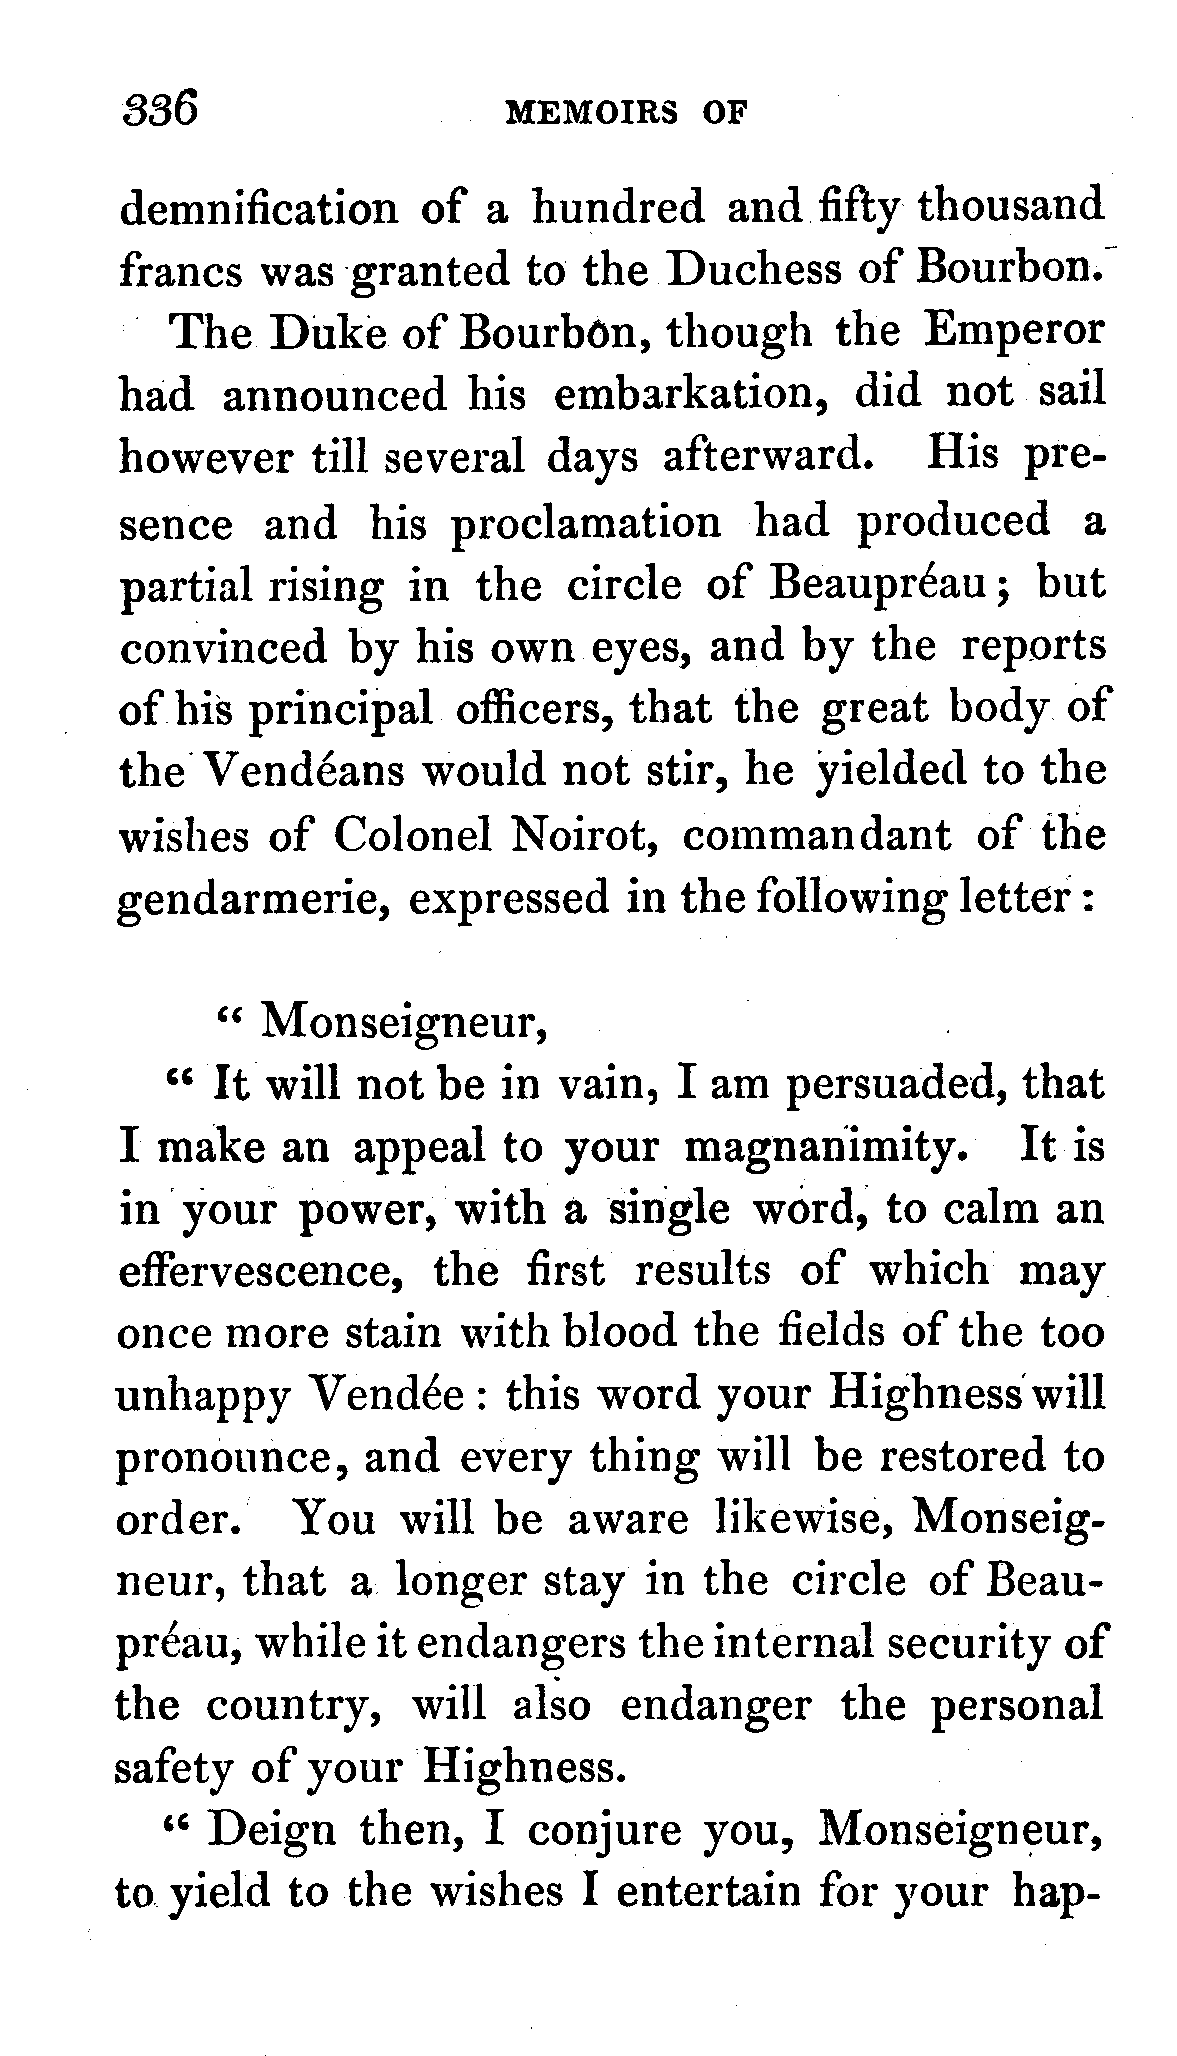 336 MEMOIRS OF
demnification of a hundred and fifty thousand
francs was granted to the Duchess of Bourbon.
The Duke of Bourbon, though the Emperor
had announced his embarkation, did not sail
however till several days afterward. His pre-
sence and his proclamation had produced a
partial rising in the circle of Beaupréau; but
convinced by his own eyes, and by the reports
of his principal officers, that the great body of
the Vendéans would not stir, he yielded to the
wishes of Colonel Noirot, commandant of the
gendarmerie, expressed in the following letter:
“ Monseigneur,
“ It will not be in vain, I am persuaded, that
I make an appeal to your magnanimity. It is
in your power, with a single word, to calm an
effervescence, the first results of which may
once more stain with blood the fields of the too
unhappy Vendée : this word your Highness will
pronounce, and every thing will be restored to
order. You will be aware likewise, Monseig-
neur, that a longer stay in the circle of Beau-
préau, while it endangers the internal security of
the country, will also endanger the personal
safety of your Highness.
“ Deign then, I conjure you, Monseigneur,
to yield to the wishes I entertain for your hap-